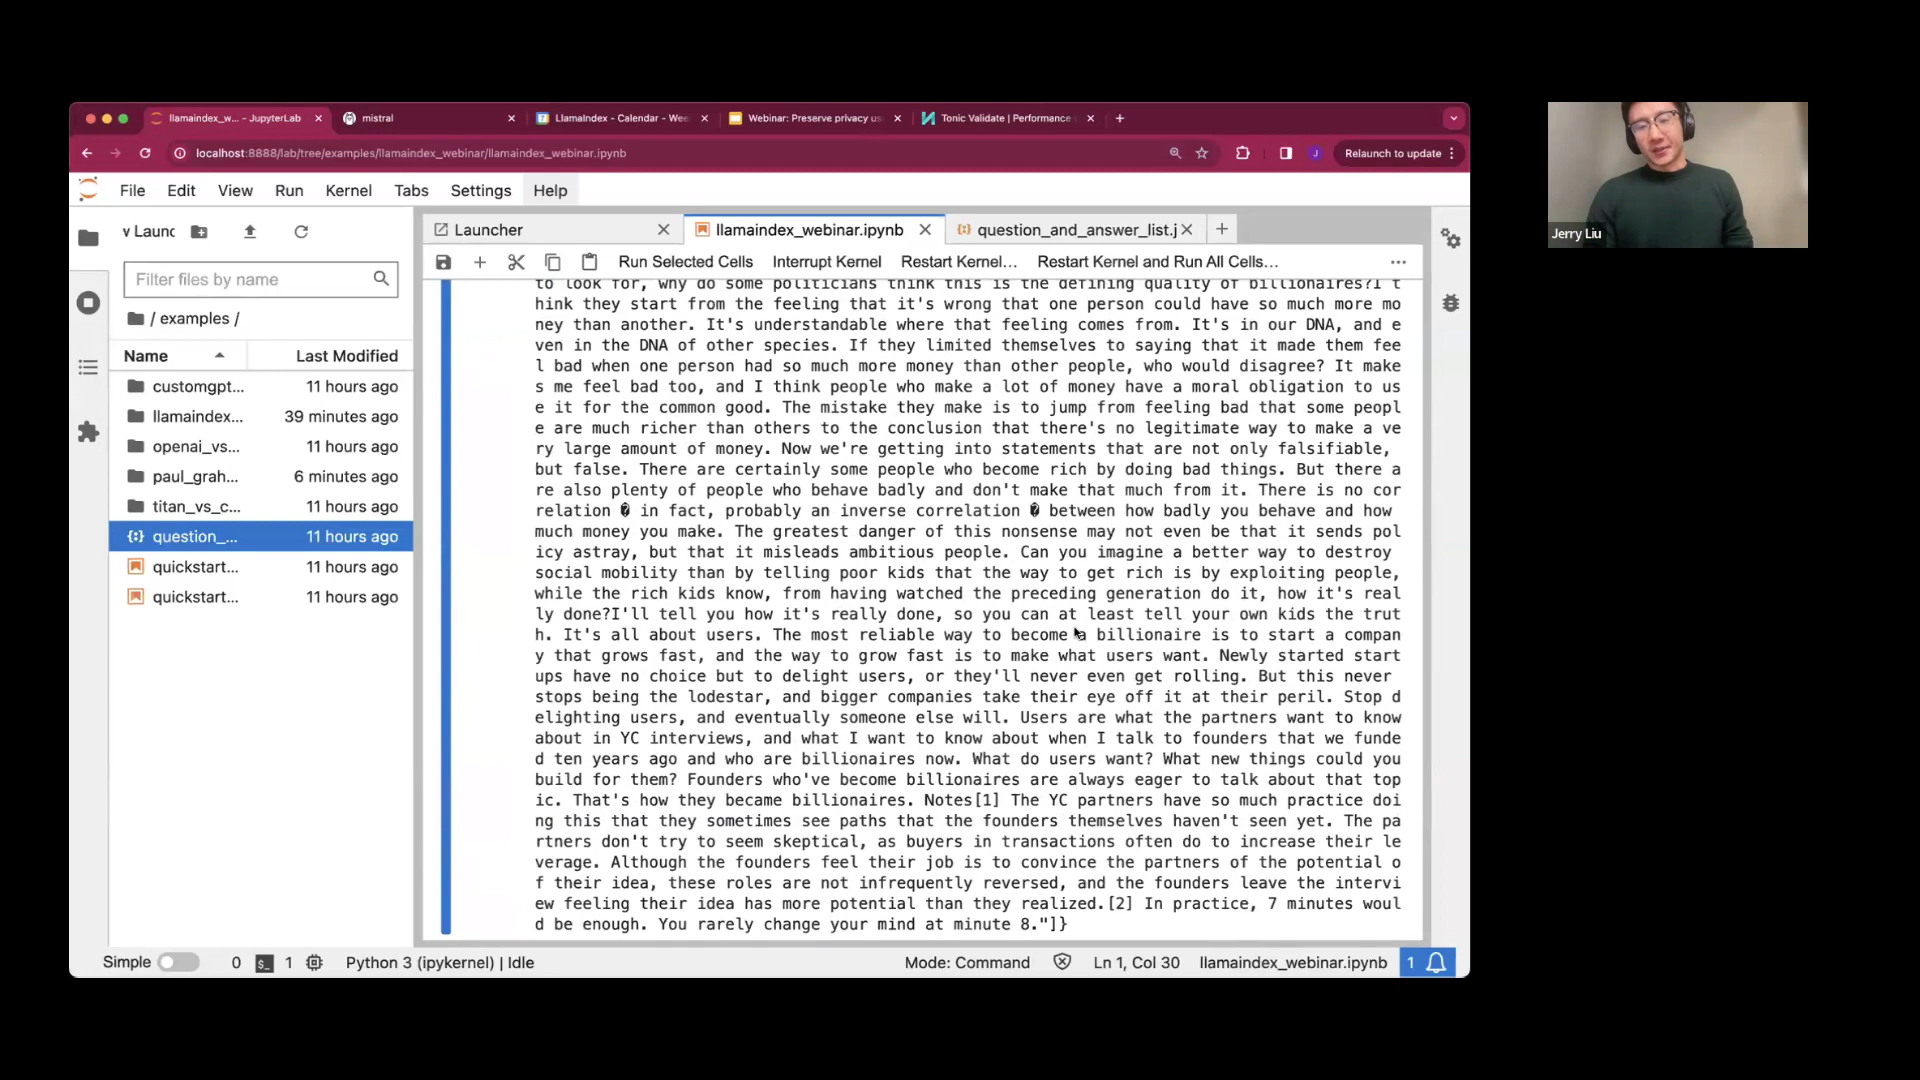 llamaindex_w... - JupyterLab
mistral
LlamaIndex - Calendar - Wee
Webinar: Preserve privacy us
Tonic Validate | Performance
localhost:8888/lab/tree/examples/llamaindex_webinar/llamaindex_webinar.ipynb
Relaunch to update
File Edit View Run Kernel Tabs Settings Help
Launc
Launcher
llamaindex_webinar.ipynb
question_and_answer_list.j
Filter files by name
Run Selected Cells Interrupt Kernel Restart Kernel... Restart Kernel and Run All Cells...
/ examples /
Name Last Modified
customgpt... 11 hours ago
llamaindex... 39 minutes ago
openai_vs... 11 hours ago
paul_grah... 6 minutes ago
titan_vs_c... 11 hours ago
question_... 11 hours ago
quickstart... 11 hours ago
quickstart... 11 hours ago
to look for, why do some politicians think this is the defining quality of billionaires?I t
hink they start from the feeling that it's wrong that one person could have so much more mo
ney than another. It's understandable where that feeling comes from. It's in our DNA, and e
ven in the DNA of other species. If they limited themselves to saying that it made them fee
l bad when one person had so much more money than other people, who would disagree? It make
s me feel bad too, and I think people who make a lot of money have a moral obligation to us
e it for the common good. The mistake they make is to jump from feeling bad that some peopl
e are much richer than others to the conclusion that there's no legitimate way to make a ve
ry large amount of money. Now we're getting into statements that are not only falsifiable,
but false. There are certainly some people who become rich by doing bad things. But there a
re also plenty of people who behave badly and don't make that much from it. There is no cor
relation � in fact, probably an inverse correlation � between how badly you behave and how
much money you make. The greatest danger of this nonsense may not even be that it sends pol
icy astray, but that it misleads ambitious people. Can you imagine a better way to destroy
social mobility than by telling poor kids that the way to get rich is by exploiting people,
while the rich kids know, from having watched the preceding generation do it, how it's real
ly done?I'll tell you how it's really done, so you can at least tell your own kids the trut
h. It's all about users. The most reliable way to become a billionaire is to start a compan
y that grows fast, and the way to grow fast is to make what users want. Newly started start
ups have no choice but to delight users, or they'll never even get rolling. But this never
stops being the lodestar, and bigger companies take their eye off it at their peril. Stop d
elighting users, and eventually someone else will. Users are what the partners want to know
about in YC interviews, and what I want to know about when I talk to founders that we funde
d ten years ago and who are billionaires now. What do users want? What new things could you
build for them? Founders who've become billionaires are always eager to talk about that top
ic. That's how they became billionaires. Notes[1] The YC partners have so much practice doi
ng this that they sometimes see paths that the founders themselves haven't seen yet. The pa
rtners don't try to seem skeptical, as buyers in transactions often do to increase their le
verage. Although the founders feel their job is to convince the partners of the potential o
f their idea, these roles are not infrequently reversed, and the founders leave the intervi
ew feeling their idea has more potential than they realized.[2] In practice, 7 minutes woul
d be enough. You rarely change your mind at minute 8."]}
Simple 0 1 Python 3 (ipykernel) | Idle Mode: Command Ln 1, Col 30 llamaindex_webinar.ipynb 1
Jerry Liu